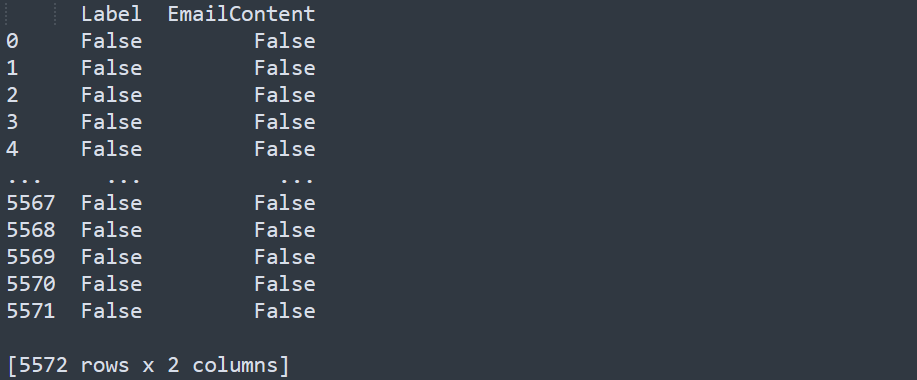 Label EmailContent
0 False False
1 False False
2 False False
3 False False
4 False False
... ... ...
5567 False False
5568 False False
5569 False False
5570 False False
5571 False False
[5572 rows x 2 columns]